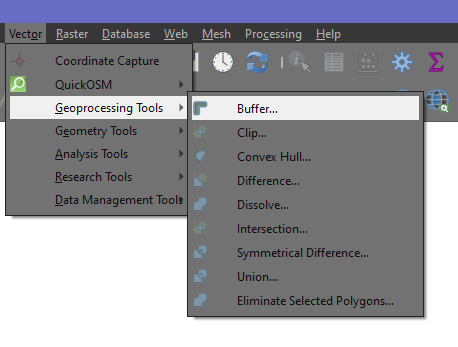 Vector Raster Database Web Mesh Processing Help
Coordinate Capture
QuickOSM
Geoprocessing Tools
Geometry Tools
Analysis Tools
Research Tools
Data Management Tools
Buffer...
Clip...
Convex Hull...
Difference...
Dissolve...
Intersection...
Symmetrical Difference...
Union...
Eliminate Selected Polygons...